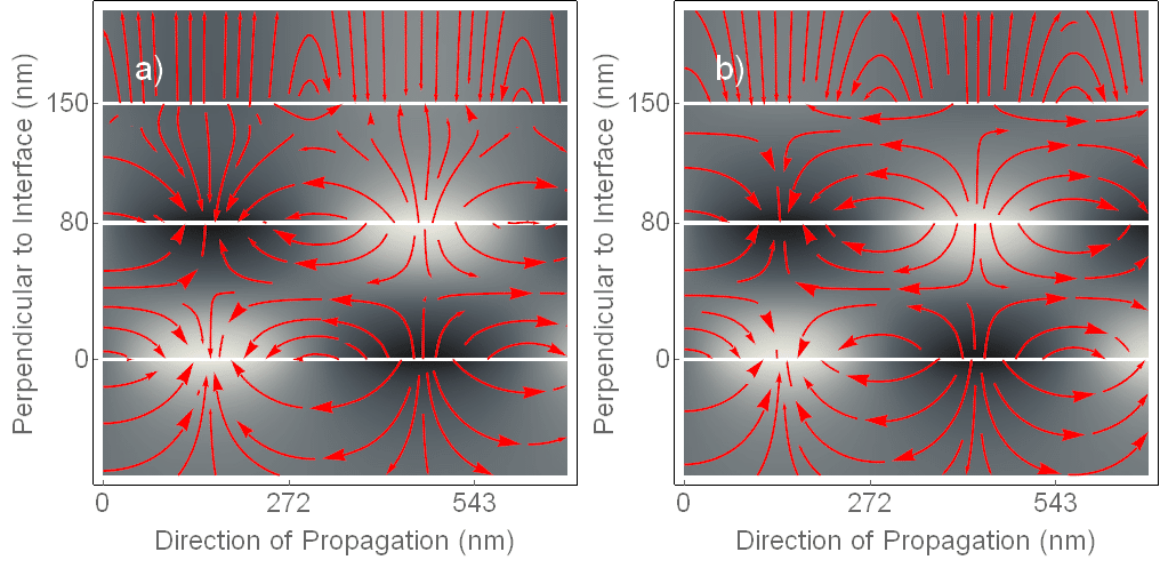 Perpendicular to Interface (nm)
a)
150
80
0
0 272 543
Direction of Propagation (nm)
Perpendicular to Interface (nm)
b)
150
80
0
0 272 543
Direction of Propagation (nm)